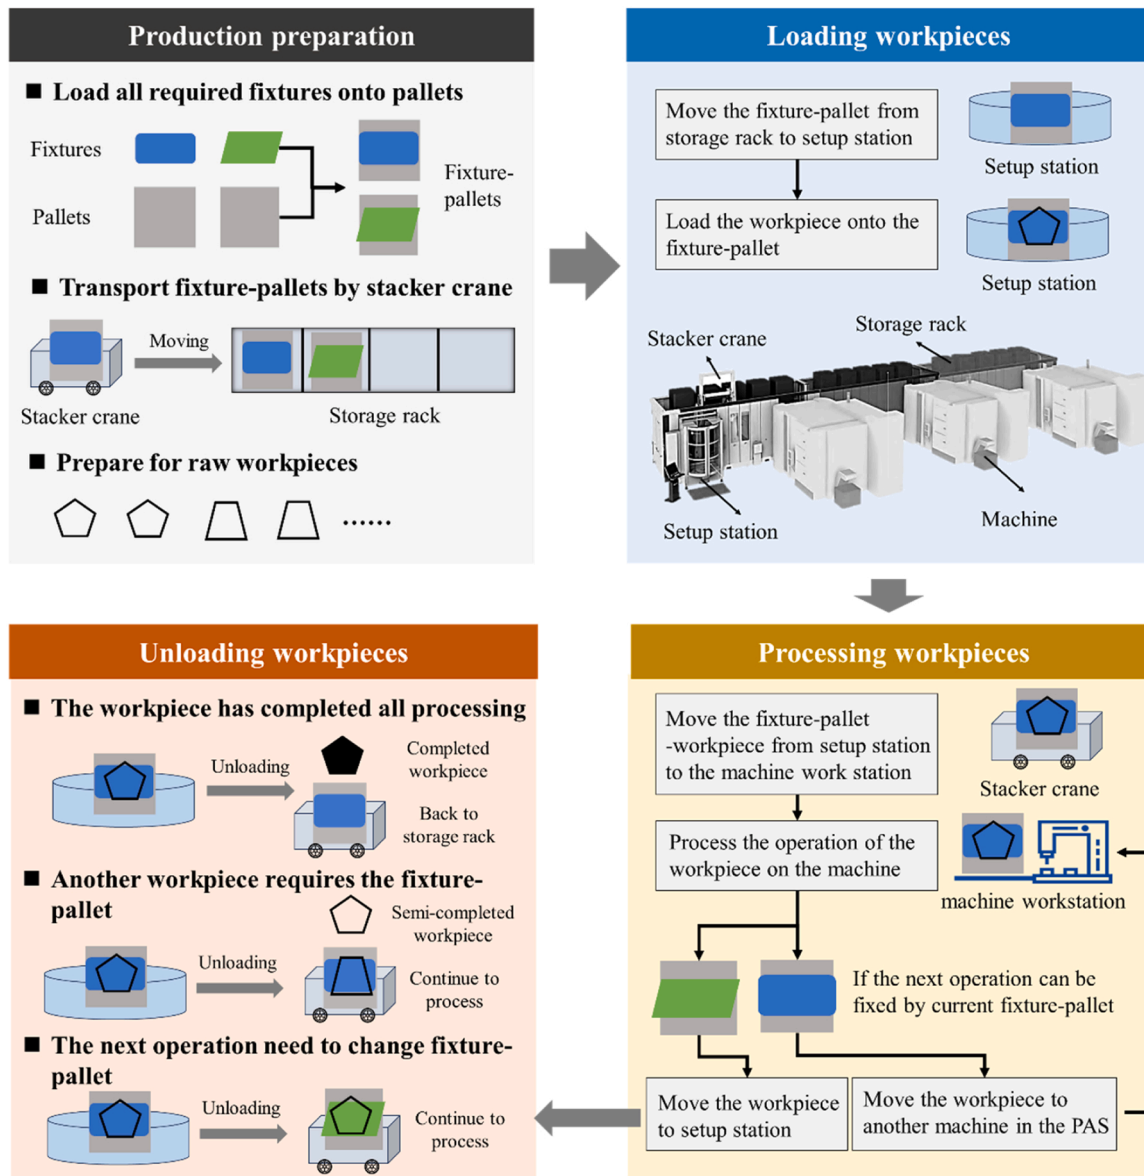 Production preparation
■ Load all required fixtures onto pallets
Fixtures
Pallets
Fixture-
pallets
■ Transport fixture-pallets by stacker crane
Moving
Stacker crane
Storage rack
■ Prepare for raw workpieces
......
Loading workpieces
Move the fixture-pallet from
storage rack to setup station
Setup station
Load the workpiece onto the
fixture-pallet
Setup station
Storage rack
Stacker crane
Setup station
Machine
Unloading workpieces
■ The workpiece has completed all processing
Unloading
Completed
workpiece
Back to
storage rack
■ Another workpiece requires the fixture-
pallet
Semi-completed
workpiece
Unloading
Continue to
process
■ The next operation need to change fixture-
pallet
Unloading
Continue to
process
Processing workpieces
Move the fixture-pallet
-workpiece from setup station
to the machine work station
Stacker crane
Process the operation of the
workpiece on the machine
machine workstation
If the next operation can be
fixed by current fixture-pallet
Move the workpiece
to setup station
Move the workpiece to
another machine in the PAS